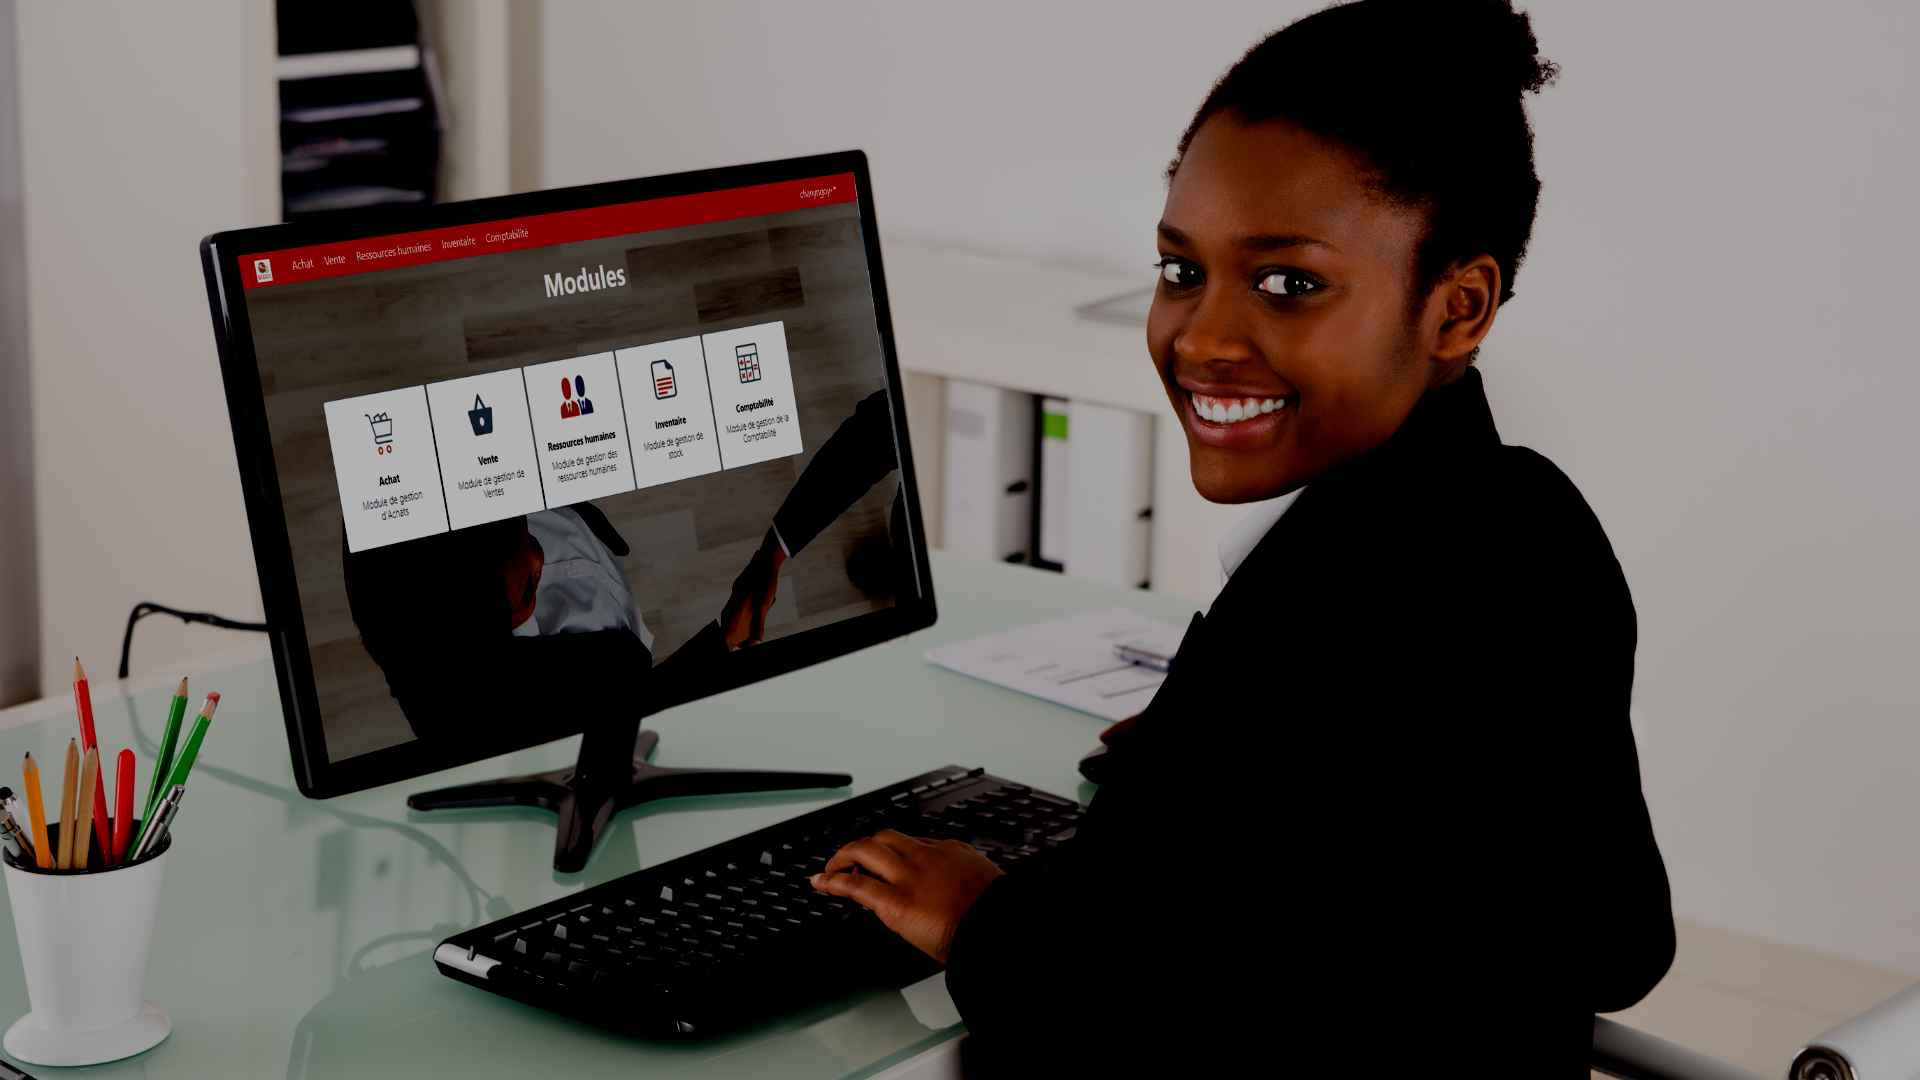 Achat Vente Ressources humaines Inventaire Comptabilité
Modules
Achat
Module de gestion
d'Achats
Vente
Module de gestion de
Ventes
Ressources humaines
Module de gestion des
ressources humaines
Inventaire
Module de gestion de
stock
Comptabilité
Module de gestion de la
Comptabilité